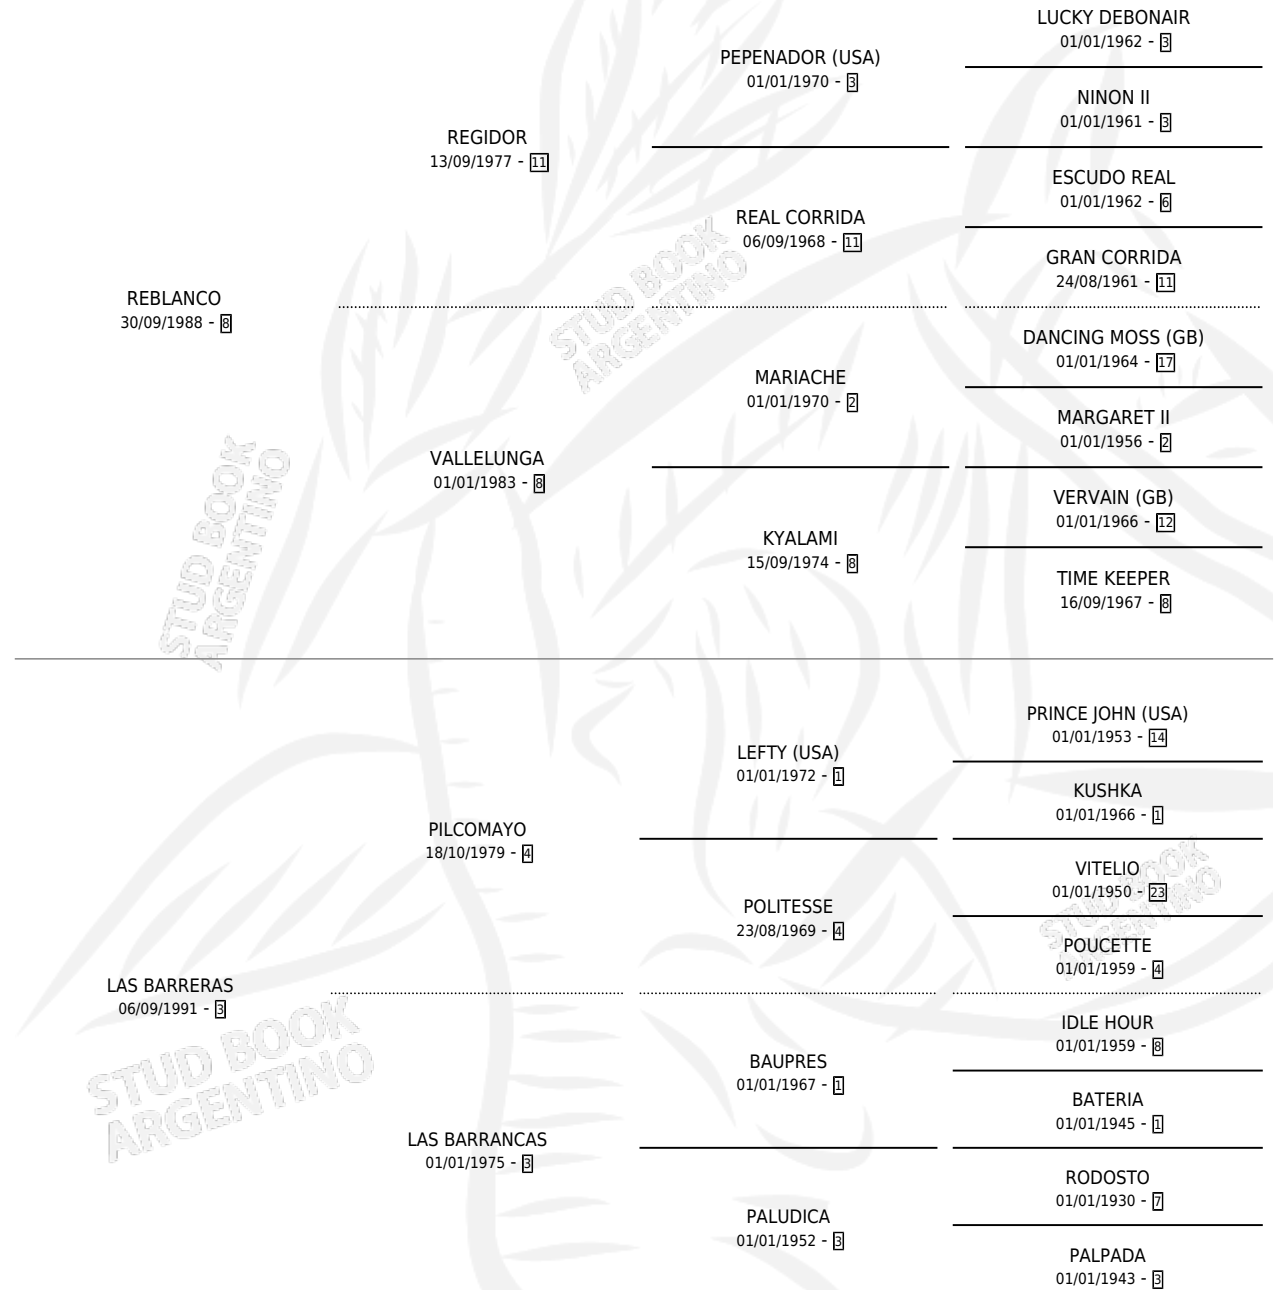 LUCKY DEBONAIR
01/01/1962 - 3
PEPENADOR (USA)
01/01/1970 - 3
NINON II
01/01/1961 - 3
REGIDOR
13/09/1977 - 11
ESCUDO REAL
01/01/1962 - 6
REAL CORRIDA
06/09/1968 - 11
GRAN CORRIDA
24/08/1961 - 11
REBLANCO
30/09/1988 - 8
DANCING MOSS (GB)
01/01/1964 - 17
MARIACHE
01/01/1970 - 2
MARGARET II
01/01/1956 - 2
VALLELUNGA
01/01/1983 - 8
VERVAIN (GB)
01/01/1966 - 12
KYALAMI
15/09/1974 - 8
TIME KEEPER
16/09/1967 - 8
PRINCE JOHN (USA)
01/01/1953 - 14
LEFTY (USA)
01/01/1972 - 1
KUSHKA
01/01/1966 - 1
PILCOMAYO
18/10/1979 - 4
VITELIO
01/01/1950 - 23
POLITESSE
23/08/1969 - 4
POUCETTE
01/01/1959 - 4
LAS BARRERAS
06/09/1991 - 3
IDLE HOUR
01/01/1959 - 8
BAUPRES
01/01/1967 - 1
BATERIA
01/01/1945 - 1
LAS BARRANCAS
01/01/1975 - 3
RODOSTO
01/01/1930 - 7
PALUDICA
01/01/1952 - 3
PALPADA
01/01/1943 - 3
STUD BOOK
ARGENTINO
STUD BOOK
ARGENTINO
STUD BOOK
ARGENTINO
STUD BOOK
ARGENTINO